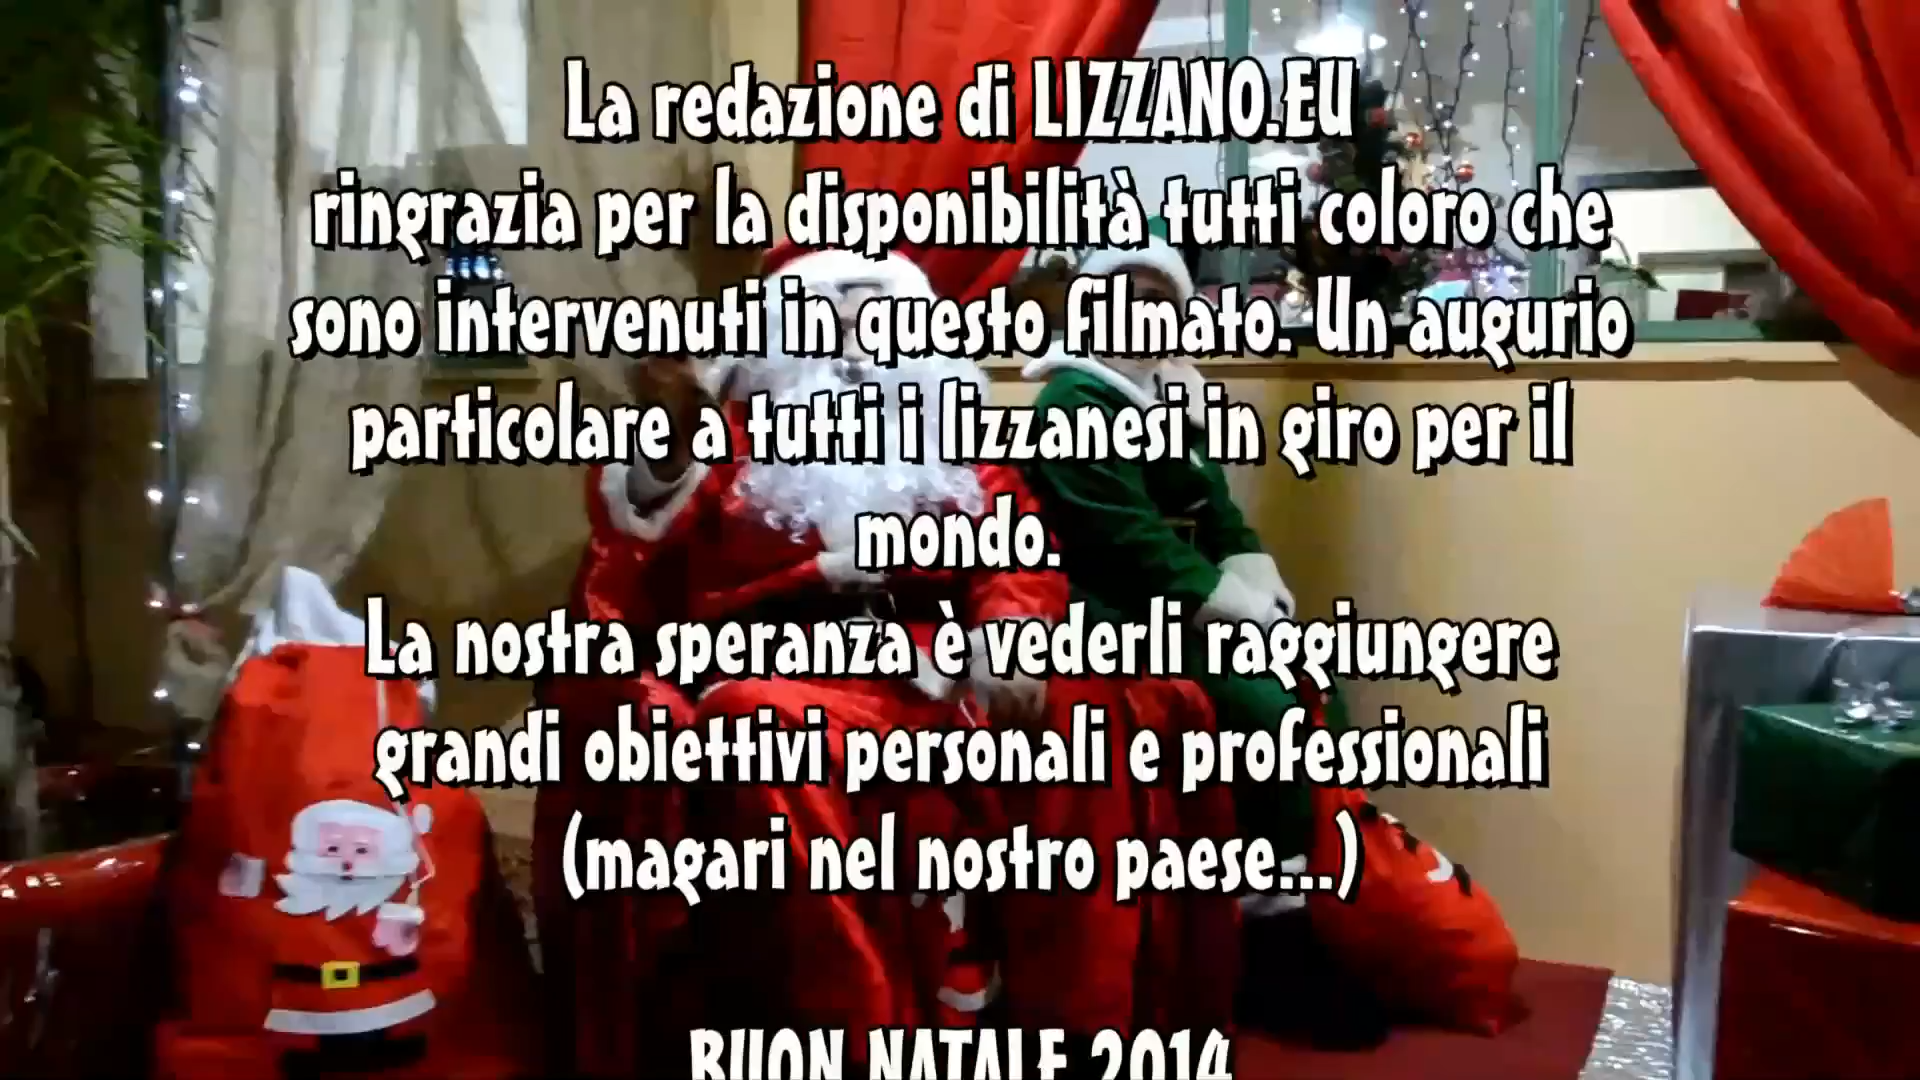 La redazione di LIZZANO.EU
ringrazia per la disponibilità tutti coloro che
sono intervenuti in questo filmato. Un augurio
particolare a tutti i lizzanesi in giro per il
mondo.
La nostra speranza è vederli raggiungere
grandi obiettivi personali e professionali
(magari nel nostro paese...)
BUON NATALE 2014